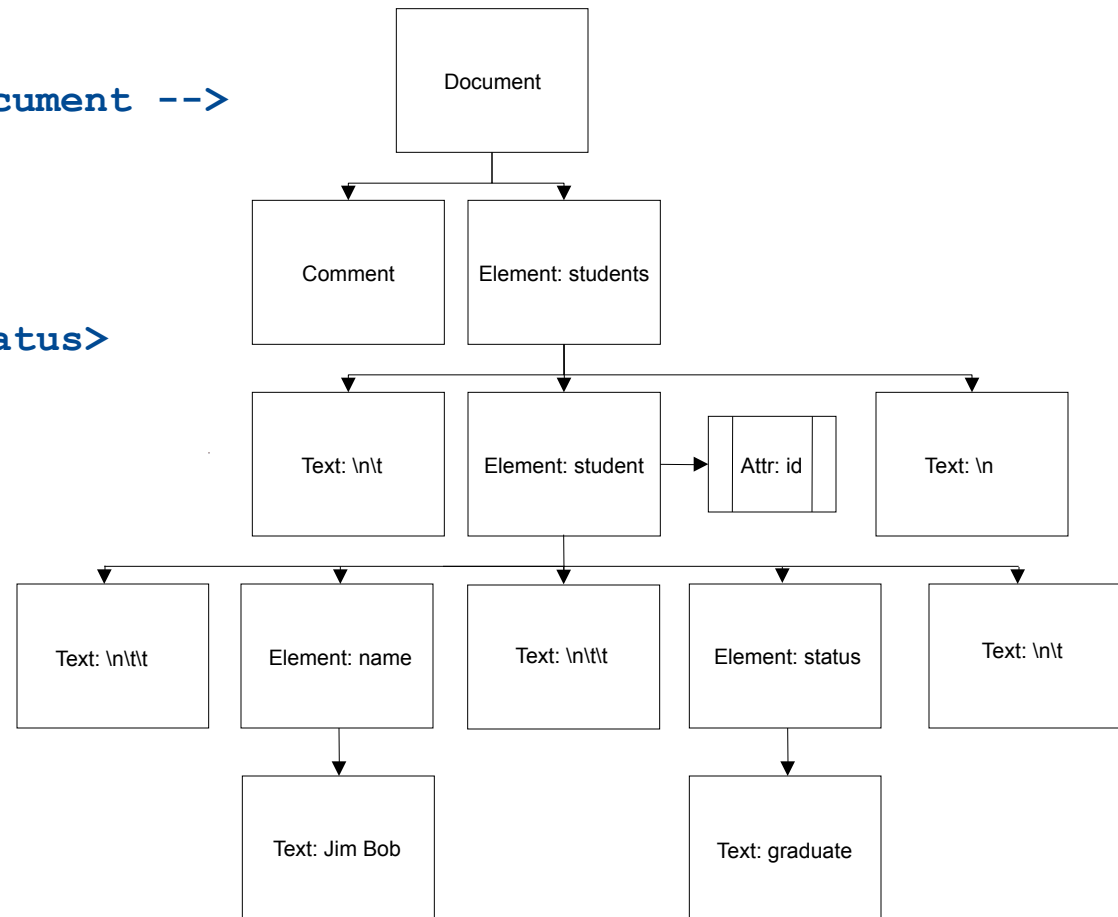 cument -->
Document
Comment
Element: students
atus>
Text: \n\t
Element: student
Attr: id
Text: \n
Text: \n\t\t
Element: name
Text: \n\t\t
Element: status
Text: \n\t
Text: Jim Bob
Text: graduate